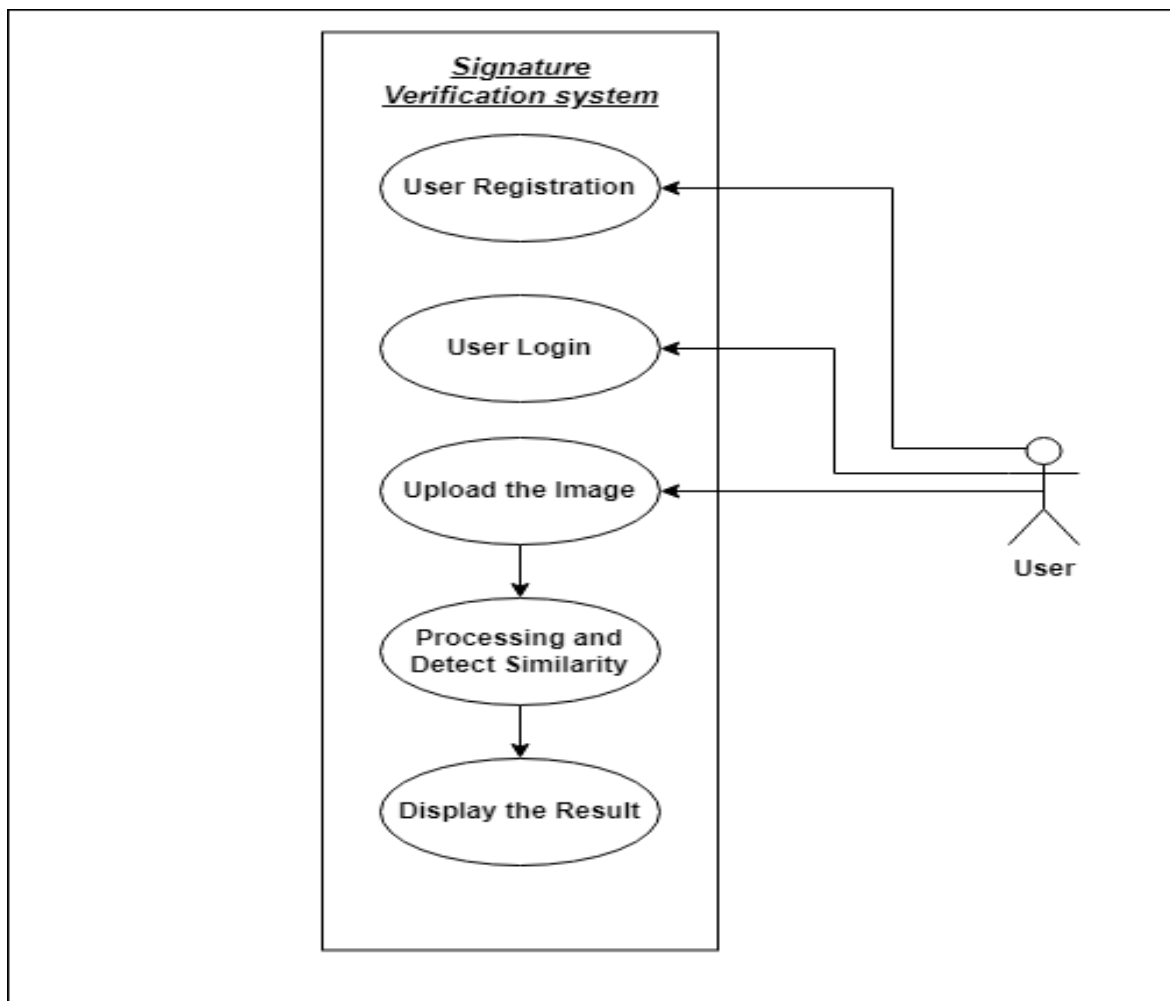 Signature
Verification system
User Registration
User Login
Upload the Image
User
Processing and
Detect Similarity
Display the Result